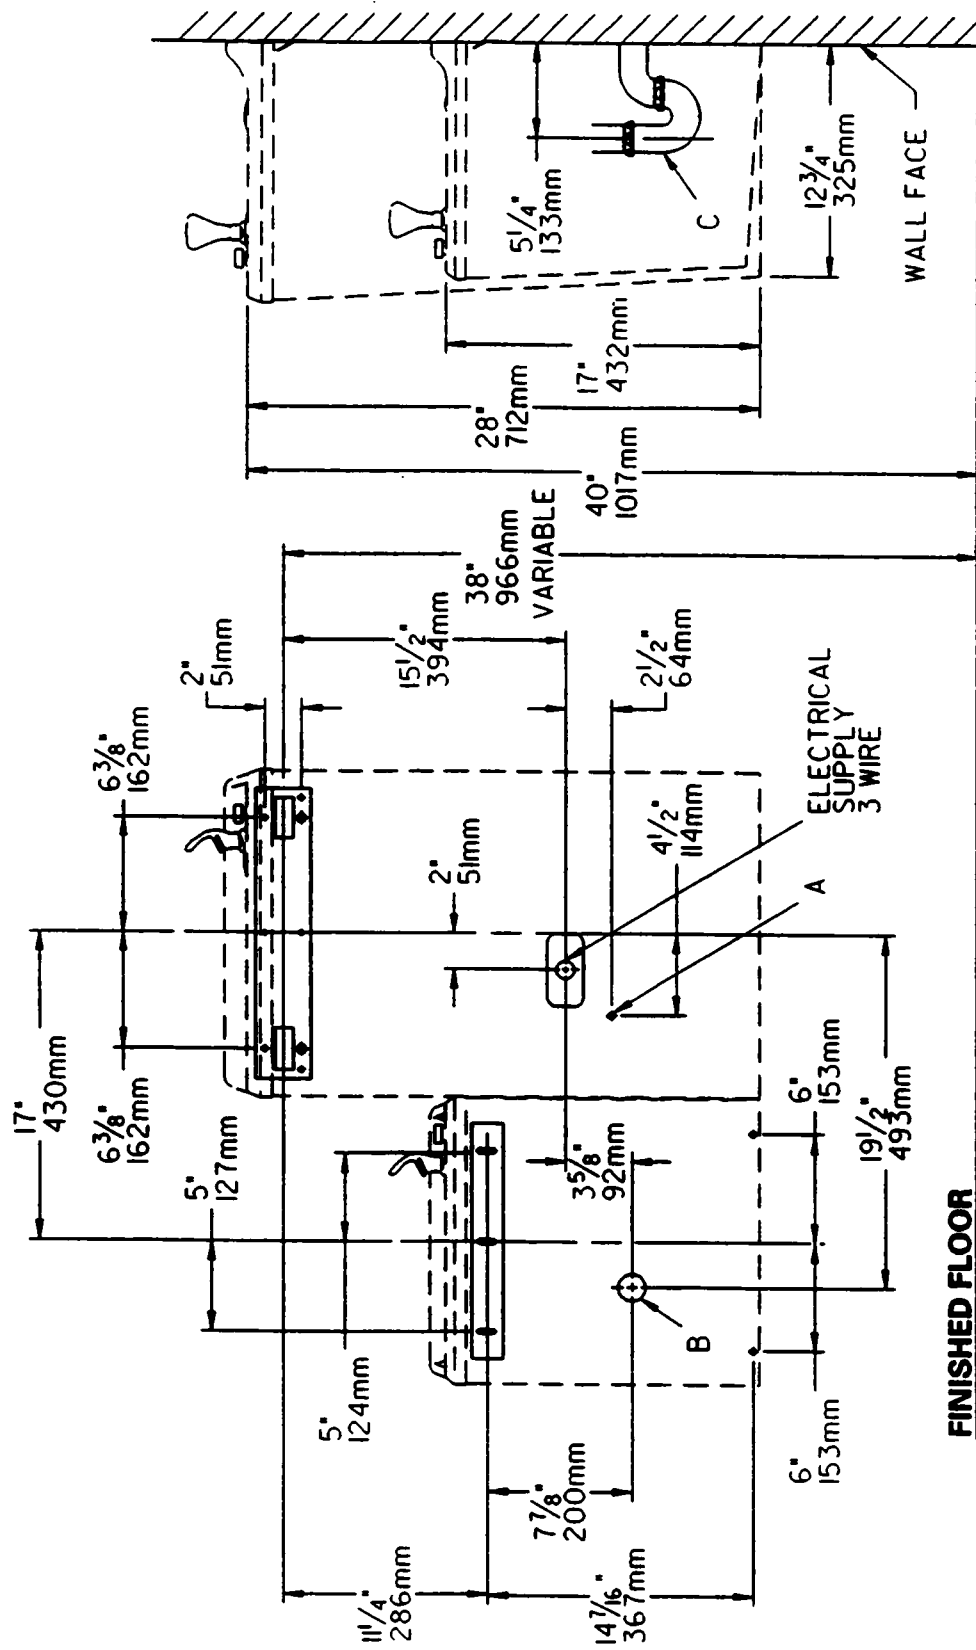 17"
430mm
6 3/8"
162mm
6 3/8"
162mm
2"
51mm
5"
127mm
5"
124mm
11 1/4"
286mm
7 7/8"
200mm
14 7/16"
367mm
2"
51mm
15 1/2"
394mm
38"
966mm
VARIABLE
3 5/8"
92mm
2 1/2"
64mm
4 1/2"
114mm
ELECTRICAL
SUPPLY
3 WIRE
A
B
6"
153mm
6"
153mm
19 1/2"
493mm
FINISHED FLOOR
40"
1017mm
28"
712mm
17"
432mm
5 1/4"
133mm
C
12 3/4"
325mm
WALL FACE